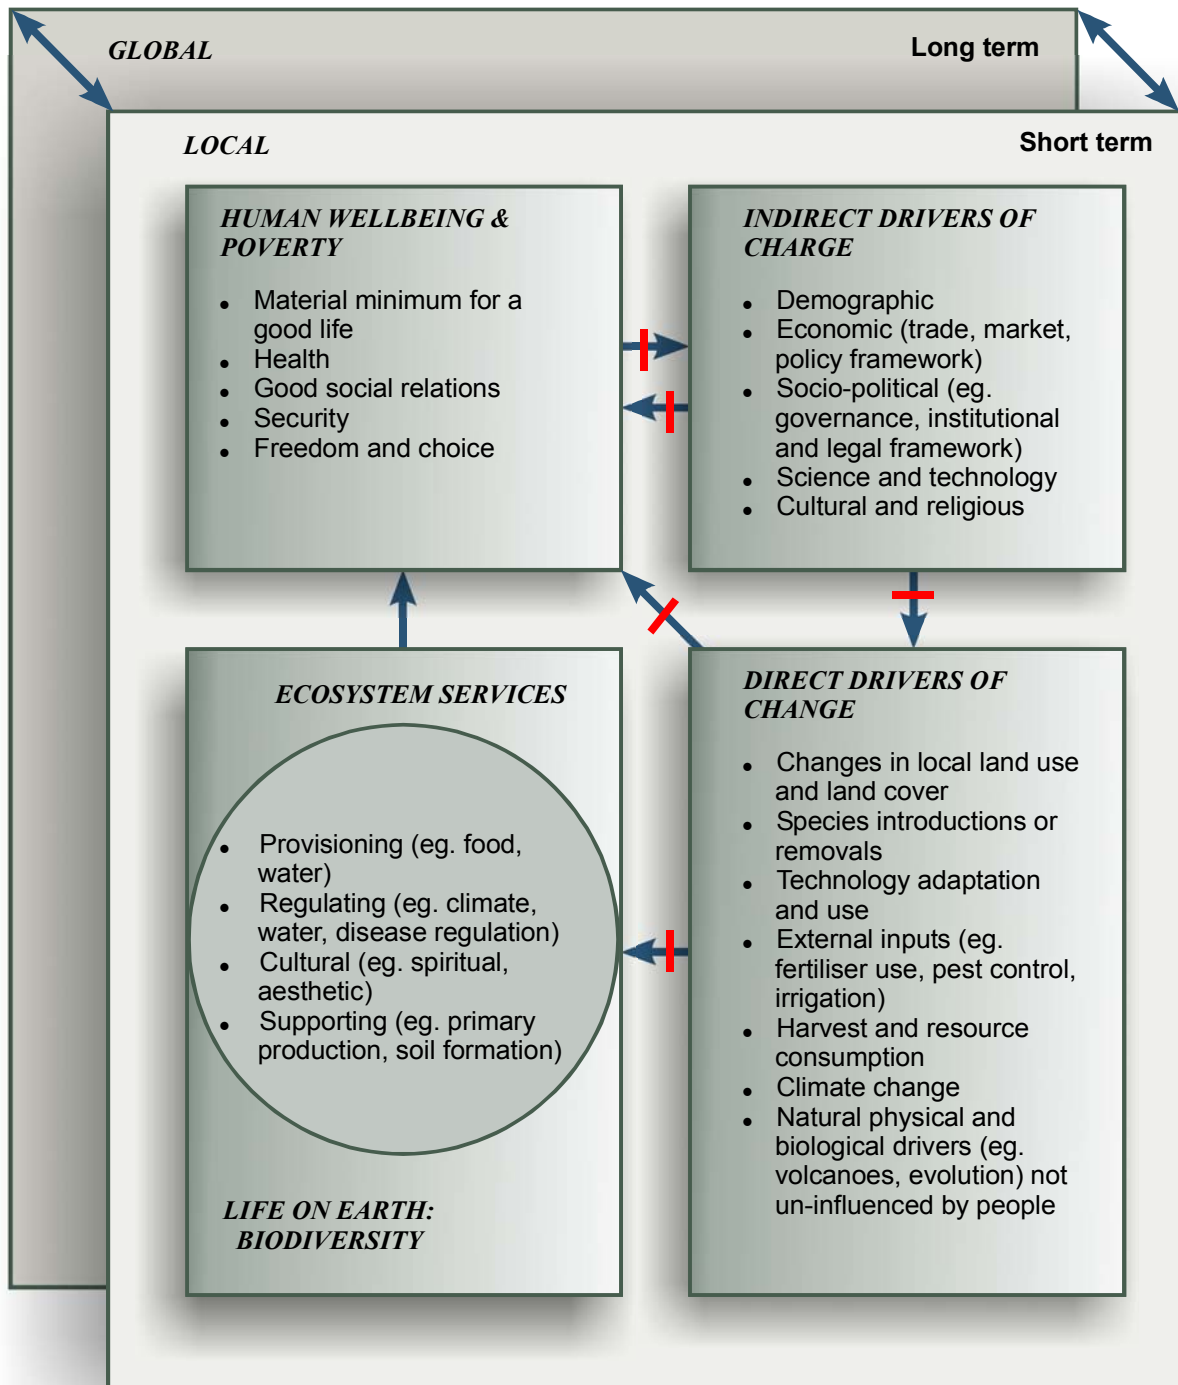 GLOBAL
Long term
LOCAL
Short term
HUMAN WELLBEING &
POVERTY
• Material minimum for a
good life
• Health
• Good social relations
• Security
• Freedom and choice
INDIRECT DRIVERS OF
CHARGE
• Demographic
• Economic (trade, market,
policy framework)
• Socio-political (eg.
governance, institutional
and legal framework)
• Science and technology
• Cultural and religious
ECOSYSTEM SERVICES
• Provisioning (eg. food,
water)
• Regulating (eg. climate,
water, disease regulation)
• Cultural (eg. spiritual,
aesthetic)
• Supporting (eg. primary
production, soil formation)
LIFE ON EARTH:
BIODIVERSITY
DIRECT DRIVERS OF
CHANGE
• Changes in local land use
and land cover
• Species introductions or
removals
• Technology adaptation
and use
• External inputs (eg.
fertiliser use, pest control,
irrigation)
• Harvest and resource
consumption
• Climate change
• Natural physical and
biological drivers (eg.
volcanoes, evolution) not
un-influenced by people